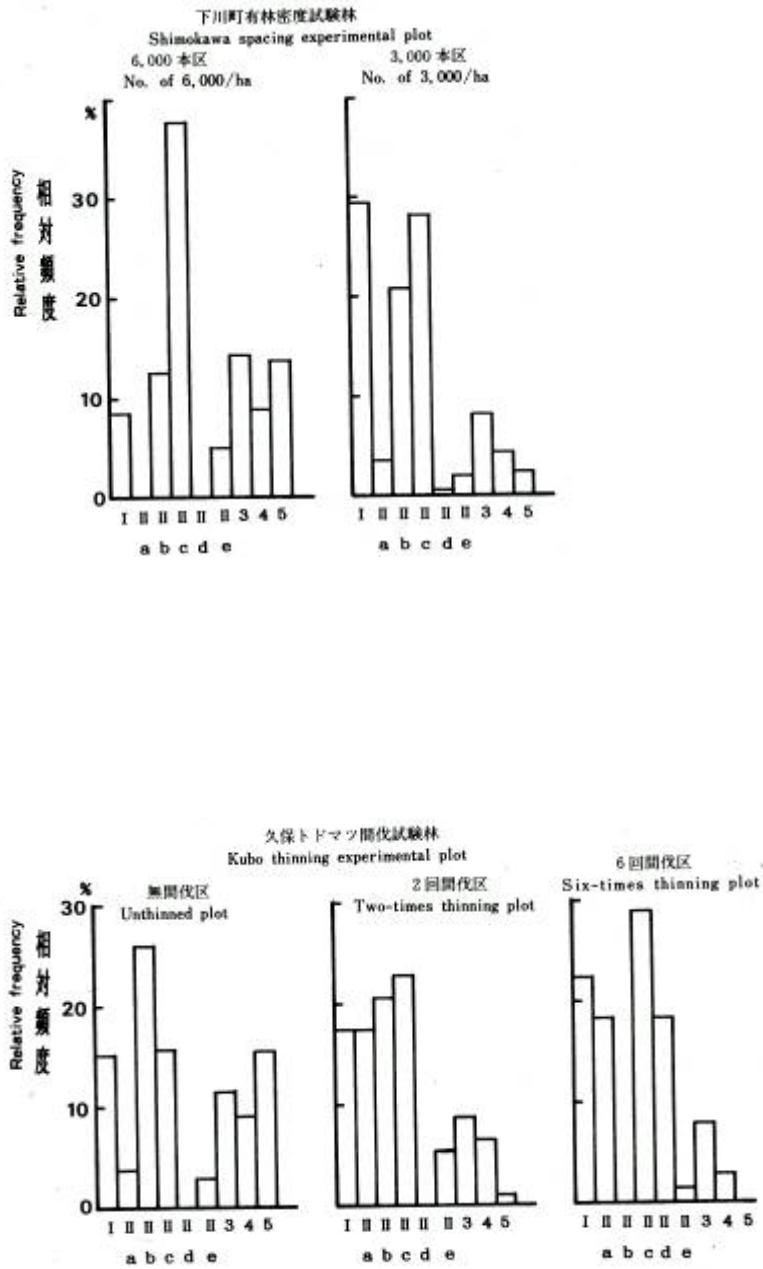 下川町有林密度試験林
Shimokawa spacing experimental plot
6,000 本区
No. of 6,000/ha
3,000 本区
No. of 3,000/ha
%
30
20
10
0
Relative frequency
相対頻度
I II II II II II 3 4 5
a b c d e
I II II II II II 3 4 5
a b c d e
久保トドマツ間伐試験林
Kubo thinning experimental plot
無間伐区
Unthinned plot
2回間伐区
Two-times thinning plot
6回間伐区
Six-times thinning plot
%
30
20
10
0
Relative frequency
相対頻度
I II II II II II 3 4 5
a b c d e
I II II II II II 3 4 5
a b c d e
I II II II II II 3 4 5
a b c d e